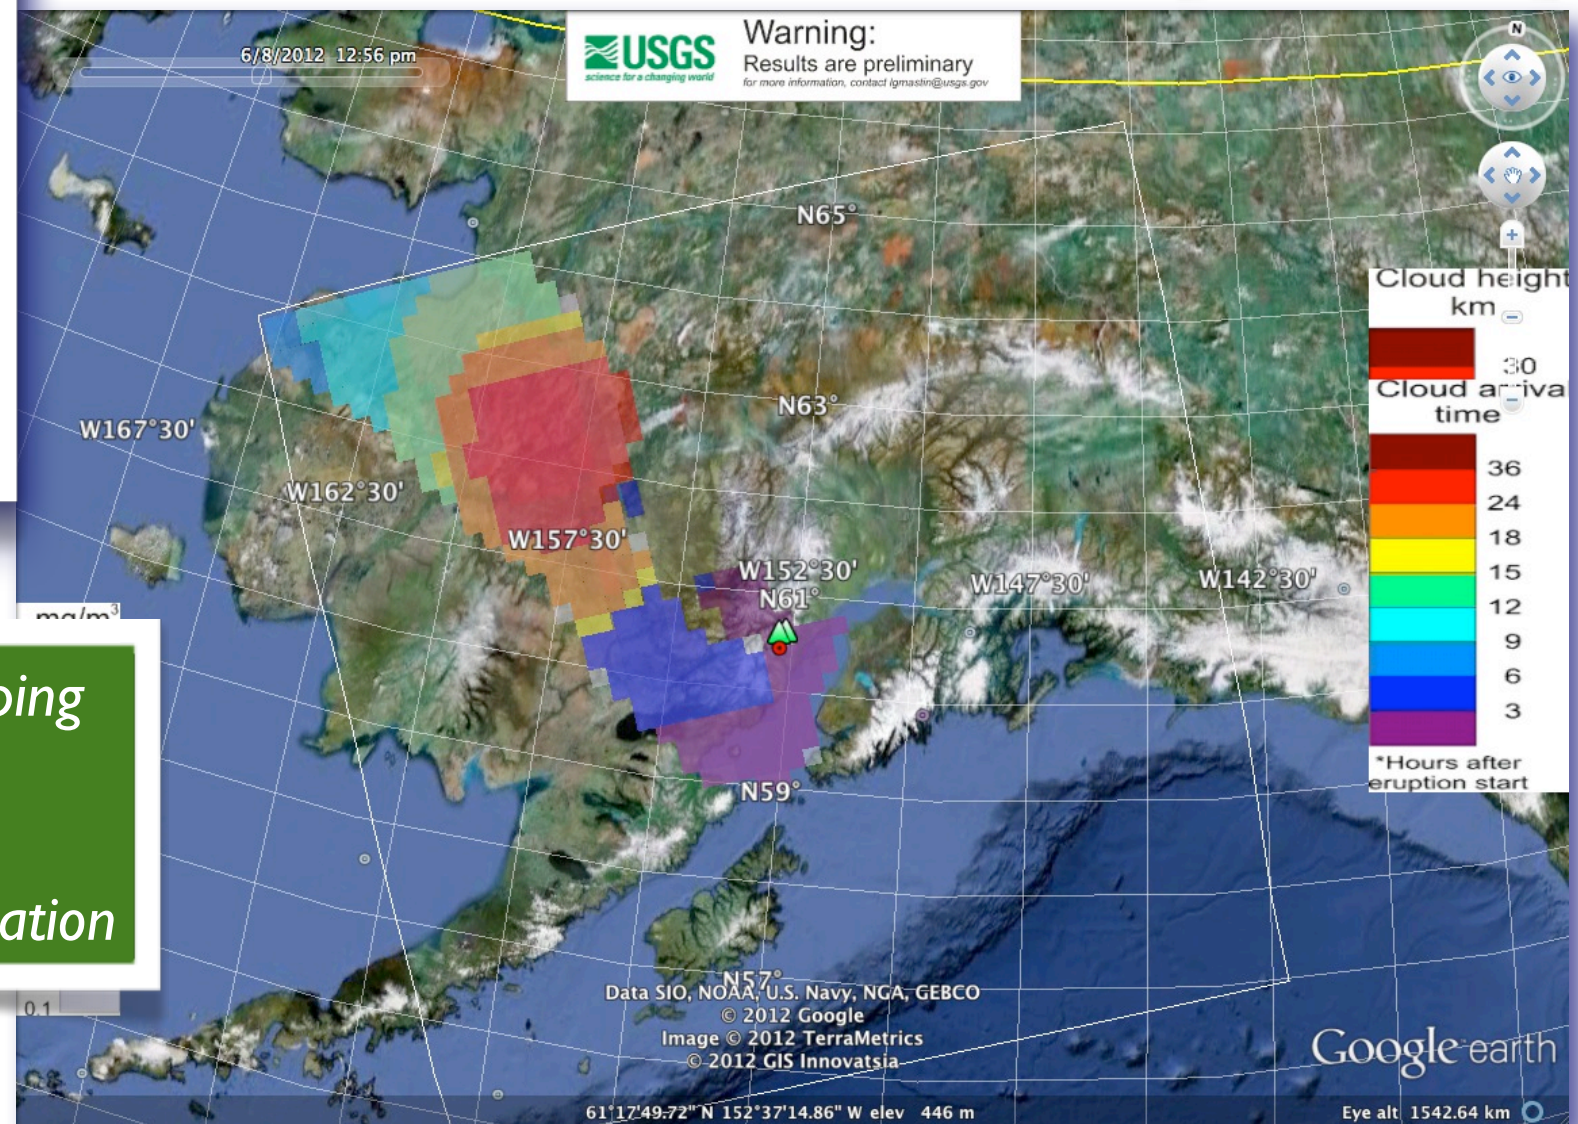 6/8/2012 12:56 pm
USGS
science for a changing world
Warning:
Results are preliminary
for more information, contact lgmastin@usgs.gov
N
N65°
Cloud height
km
30
N63°
Cloud arrival
time
W167°30'
36
W162°30'
24
W157°30'
18
W152°30'
W147°30'
W142°30'
15
N61°
12
mg/m³
9
6
3
*Hours after
eruption start
N59°
ation
0.1
N57°
Data SIO, NOAA, U.S. Navy, NGA, GEBCO
© 2012 Google
Image © 2012 TerraMetrics
© 2012 GIS Innovatsia
Google earth
61°17'49.72" N 152°37'14.86" W elev 446 m
Eye alt 1542.64 km